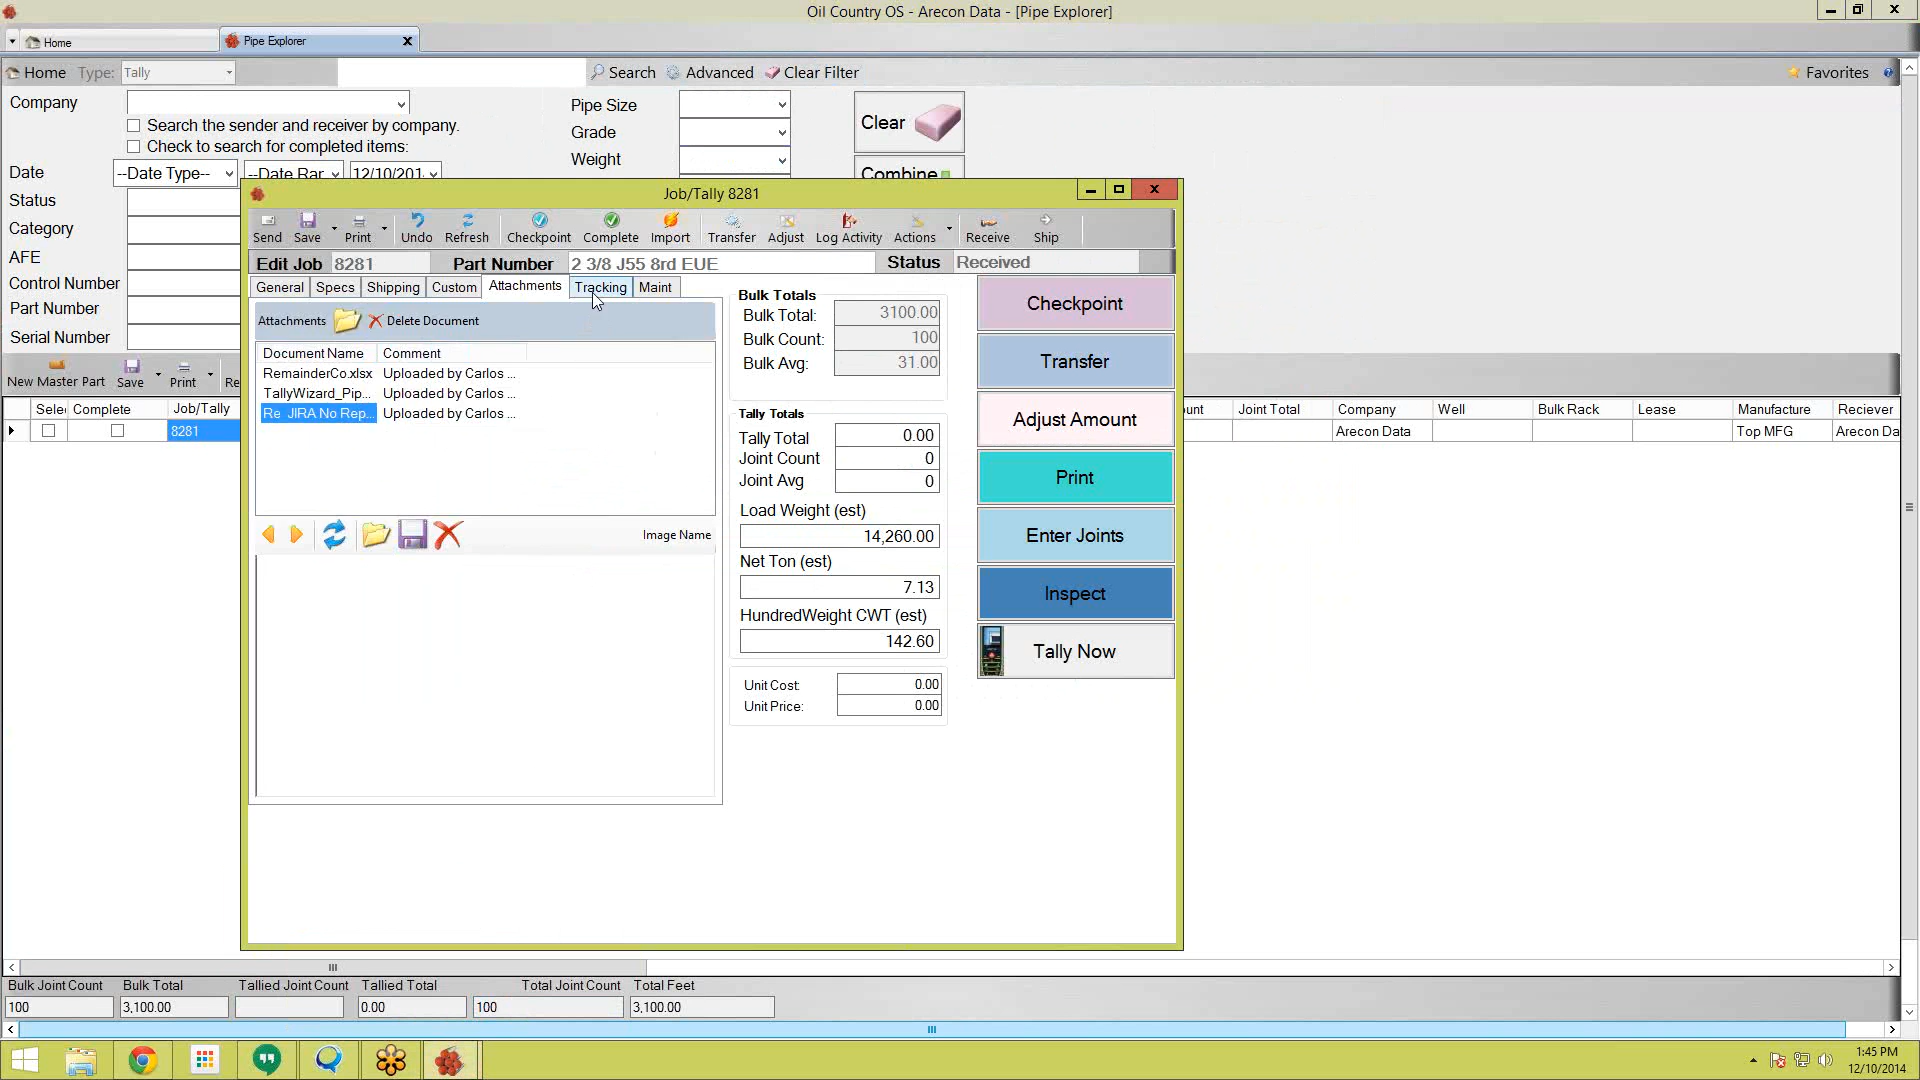 Oil Country OS - Arecon Data - [Pipe Explorer]
Home
Pipe Explorer
Home Type: Tally Search Advanced Clear Filter Favorites
Company
Search the sender and receiver by company.
Check to search for completed items:
Date --Date Type--
Status
Category
AFE
Control Number
Part Number
Serial Number
Pipe Size
Grade
Weight
Clear
Combine
New Master Part Save Print
Sele Complete Job/Tally
8281
Job/Tally 8281
Send Save Print Undo Refresh Checkpoint Complete Import Transfer Adjust Log Activity Actions Receive Ship
Edit Job 8281 Part Number 2 3/8 J55 8rd EUE Status Received
General Specs Shipping Custom Attachments Tracking Maint
Attachments Delete Document
Document Name Comment
RemainderCo.xlsx Uploaded by Carlos ...
TallyWizard_Pip... Uploaded by Carlos ...
Re JIRA No Rep... Uploaded by Carlos ...
Image Name
Bulk Totals
Bulk Total: 3100.00
Bulk Count: 100
Bulk Avg: 31.00
Tally Totals
Tally Total 0.00
Joint Count 0
Joint Avg 0
Load Weight (est)
14,260.00
Net Ton (est)
7.13
HundredWeight CWT (est)
142.60
Unit Cost: 0.00
Unit Price: 0.00
Checkpoint
Transfer
Adjust Amount
Print
Enter Joints
Inspect
Tally Now
Joint Total Company Well Bulk Rack Lease Manufacture Reciever
Arecon Data Top MFG Arecon Da
Bulk Joint Count Bulk Total Tallied Joint Count Tallied Total Total Joint Count Total Feet
100 3,100.00 0.00 100 3,100.00
1:45 PM
12/10/2014